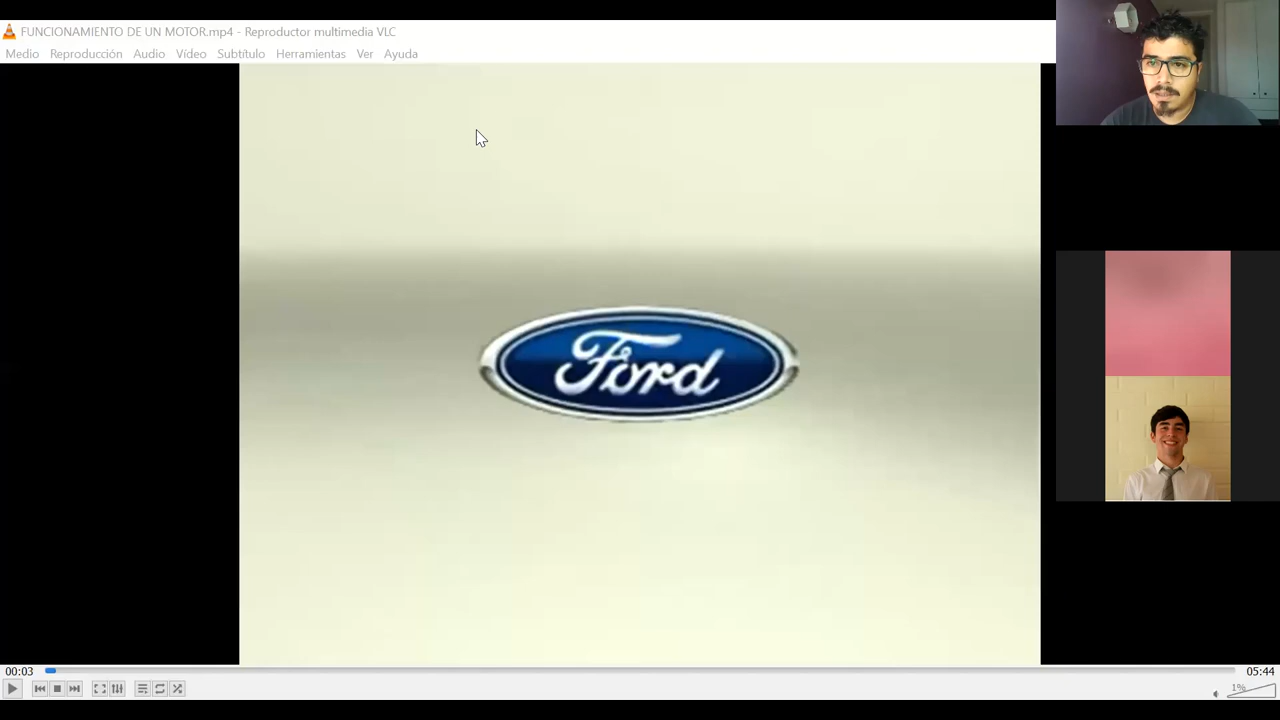 FUNCIONAMIENTO DE UN MOTOR.mp4 - Reproductor multimedia VLC
Medio Reproducción Audio Vídeo Subtítulo Herramientas Ver Ayuda
Ford
00:03 05:44
1%